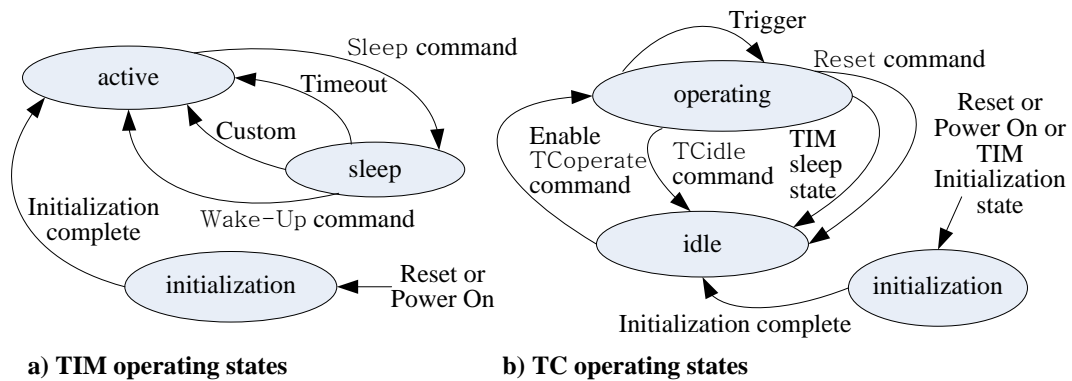 Sleep command
active
Timeout
Custom
sleep
Wake-Up command
Initialization
complete
initialization
Reset or
Power On
a) TIM operating states
Trigger
Reset command
operating
Enable
TCoperate
command
TCidle
command
TIM
sleep
state
Reset or
Power On or
TIM
Initialization
state
idle
initialization
Initialization complete
b) TC operating states